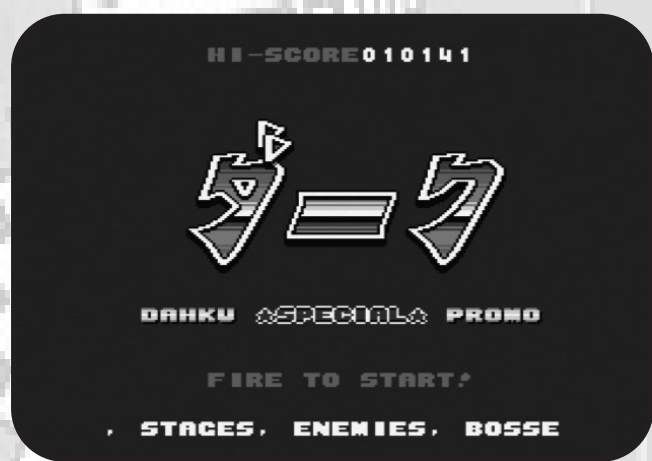 HI-SCORE010141
ダーク
DAHKU ☆SPECIAL☆ PROMO
FIRE TO START!
, STAGES, ENEMIES, BOSSE